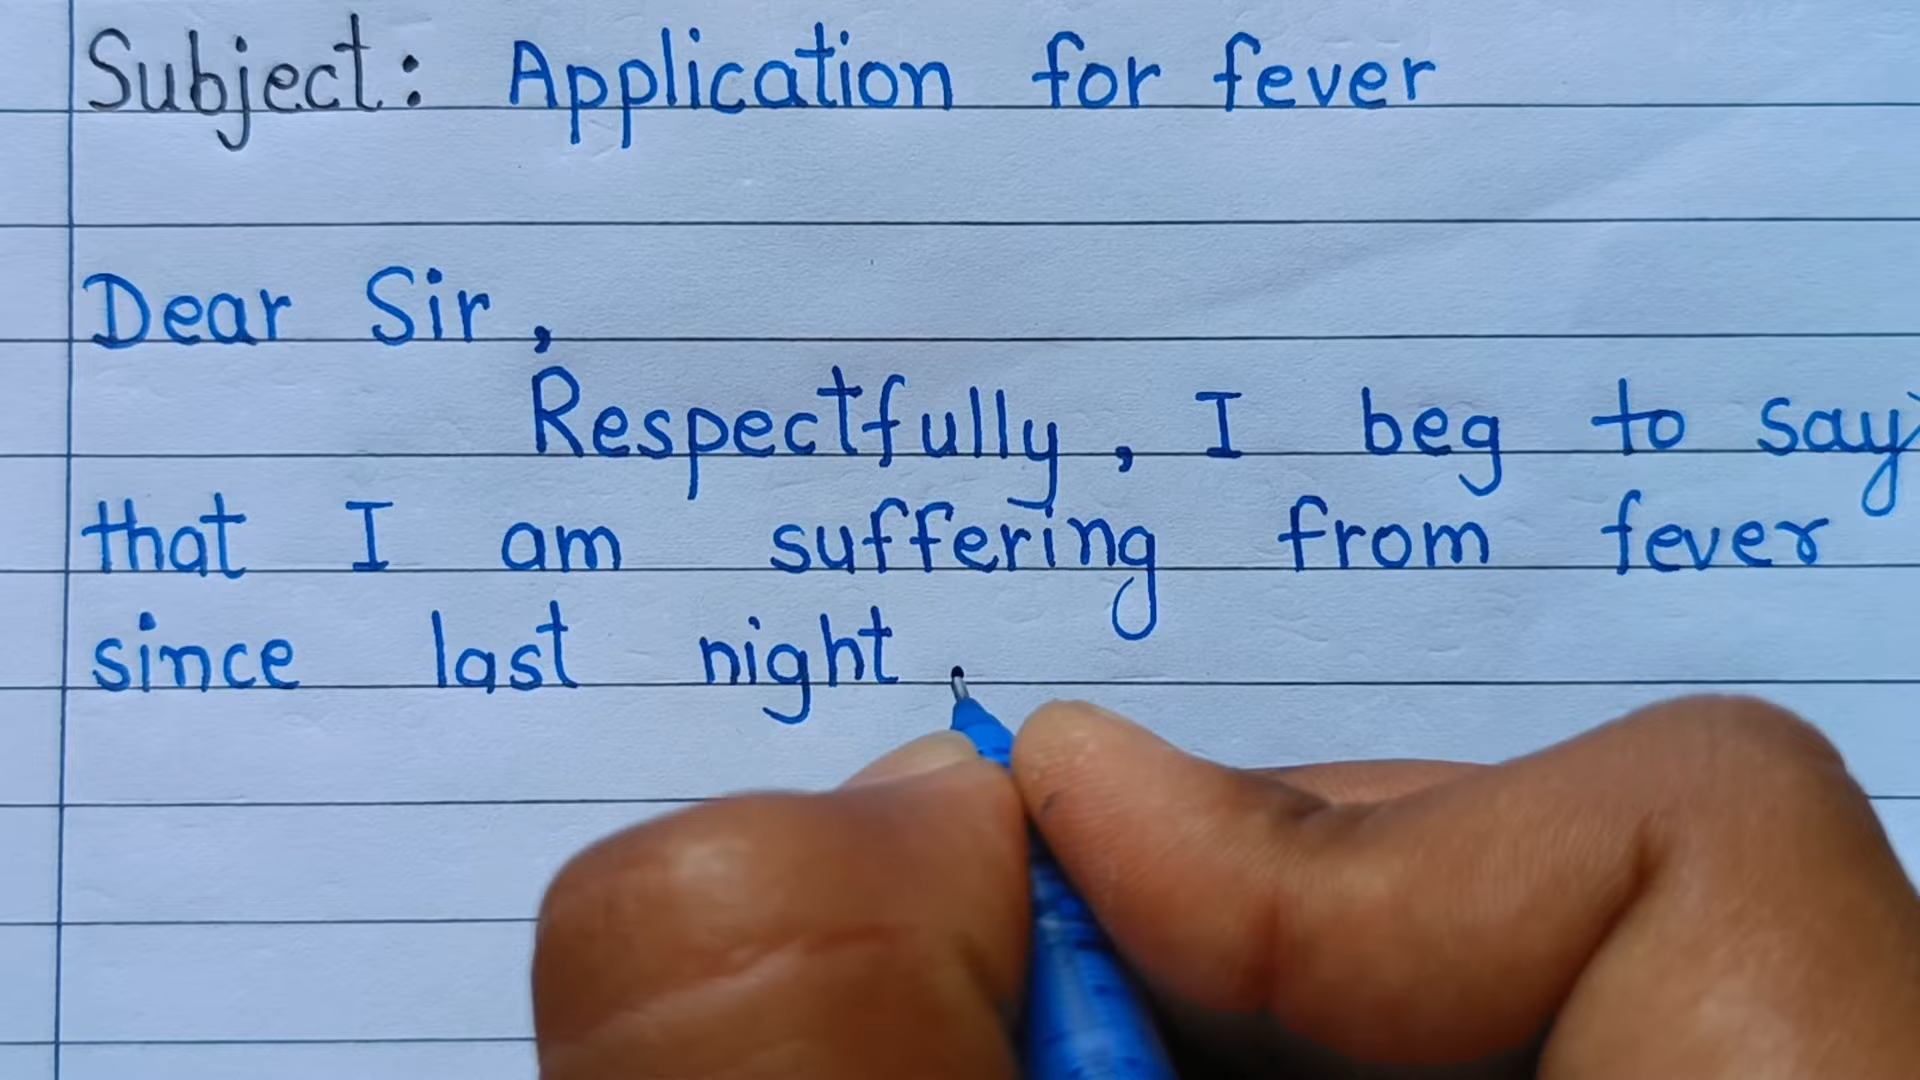 Subject: Application for fever
Dear Sir,
Respectfully, I beg to say
that I am suffering from fever
since last night.